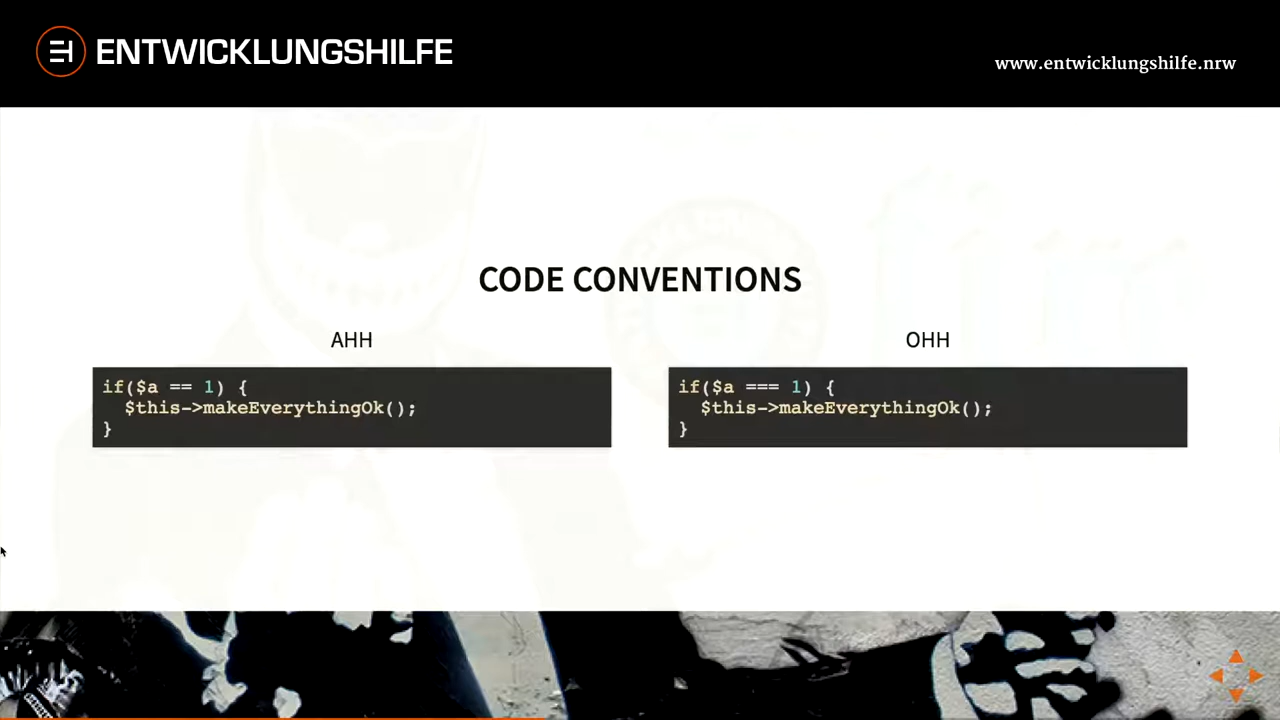 ENTWICKLUNGSHILFE
www.entwicklungshilfe.nrw
CODE CONVENTIONS
AHH
if($a == 1) {
  $this->makeEverythingOk();
}
OHH
if($a === 1) {
  $this->makeEverythingOk();
}